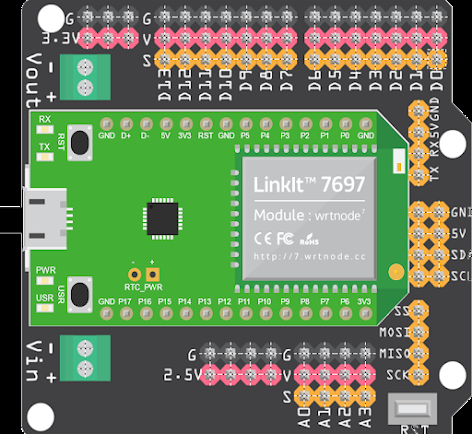 G G
3.3V V
S
D13 D12 D11 D10 D9 D8 D7 D6 D5 D4 D3 D2 D1 D0
Vout - +
RX
TX
RST
GND D+ D- 5V 3V3 RST GND P5 P4 P3 P2 P1 P0 GND
TX RX 5V GND
LinkIt™ 7697
Module : wrtnode7
CE FC RoHS
http://7.wrtnode.cc
- +
RTC_PWR
PWR
USR
USR
GND P17 P16 P15 P14 P13 P12 P11 P10 P9 P8 P7 P6 3V3
GND
5V
SDA
SCL
SS
MOSI
MISO
SCK
Vin - +
G G
2.5V V
S
A0 A1 A2 A3
RST